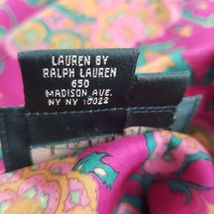 LAUREN BY
RALPH LAUREN
650
MADISON AVE.
NY NY 10022